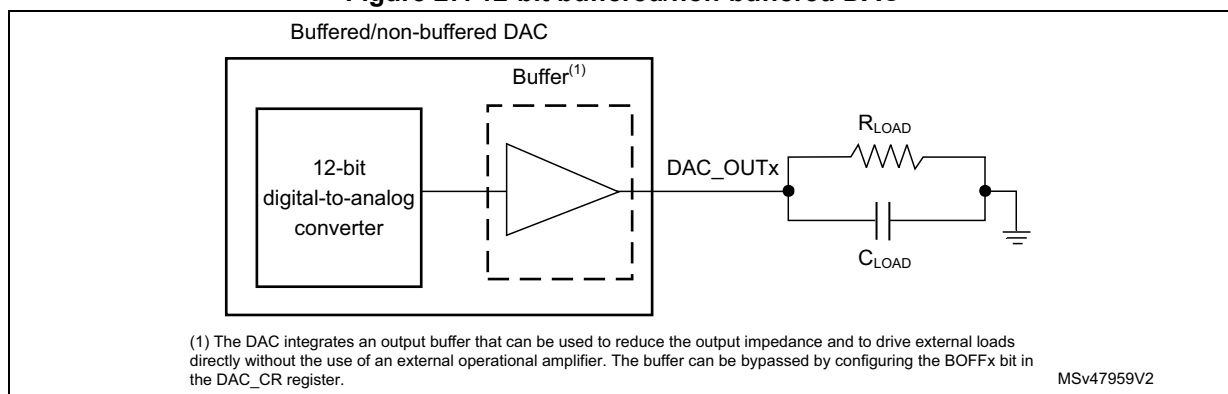 Buffered/non-buffered DAC
Buffer(1)
12-bit
digital-to-analog
converter
DAC_OUTx
RLOAD
CLOAD
(1) The DAC integrates an output buffer that can be used to reduce the output impedance and to drive external loads
directly without the use of an external operational amplifier. The buffer can be bypassed by configuring the BOFFx bit in
the DAC_CR register.
MSv47959V2